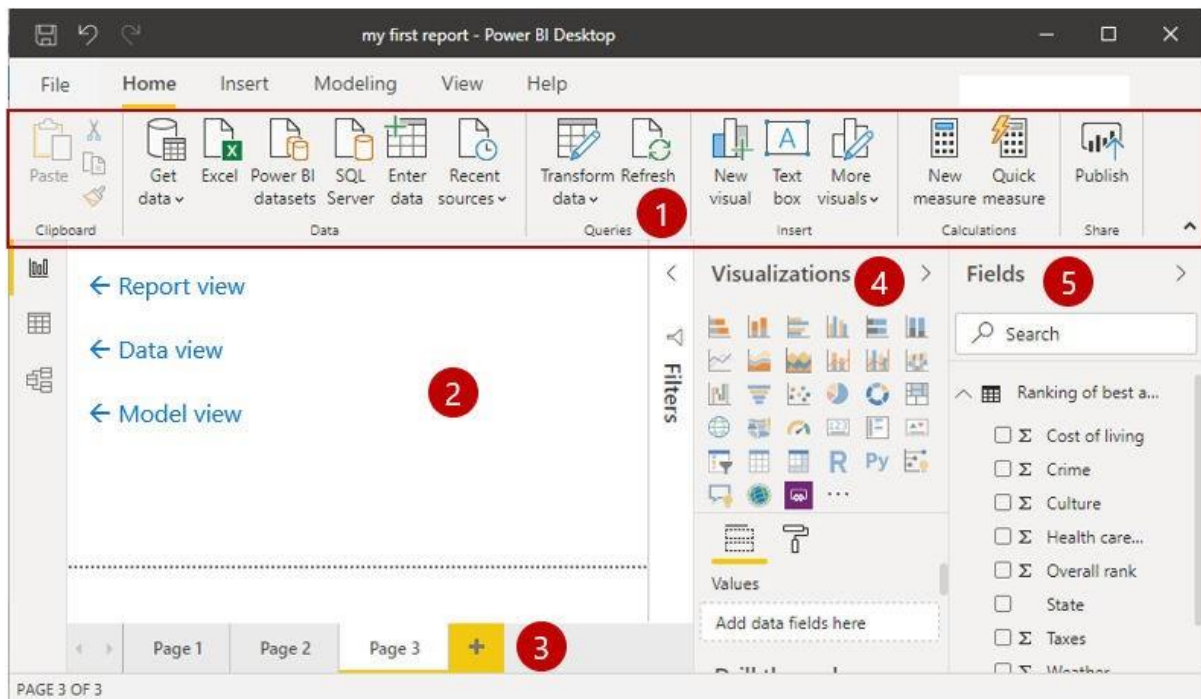 my first report - Power BI Desktop
File Home Insert Modeling View Help
Paste
Get data
Excel
Power BI datasets
SQL Server
Enter data
Recent sources
Transform data
Refresh
New visual
Text box
More visuals
New measure
Quick measure
Publish
Clipboard
Data
Queries
Insert
Calculations
Share
1
Report view
Data view
Model view
2
Filters
Visualizations
4
123
R Py
Values
Add data fields here
Fields
5
Search
Ranking of best a...
Σ Cost of living
Σ Crime
Σ Culture
Σ Health care...
Σ Overall rank
State
Σ Taxes
Σ Weather
Page 1 Page 2 Page 3 +
3
PAGE 3 OF 3